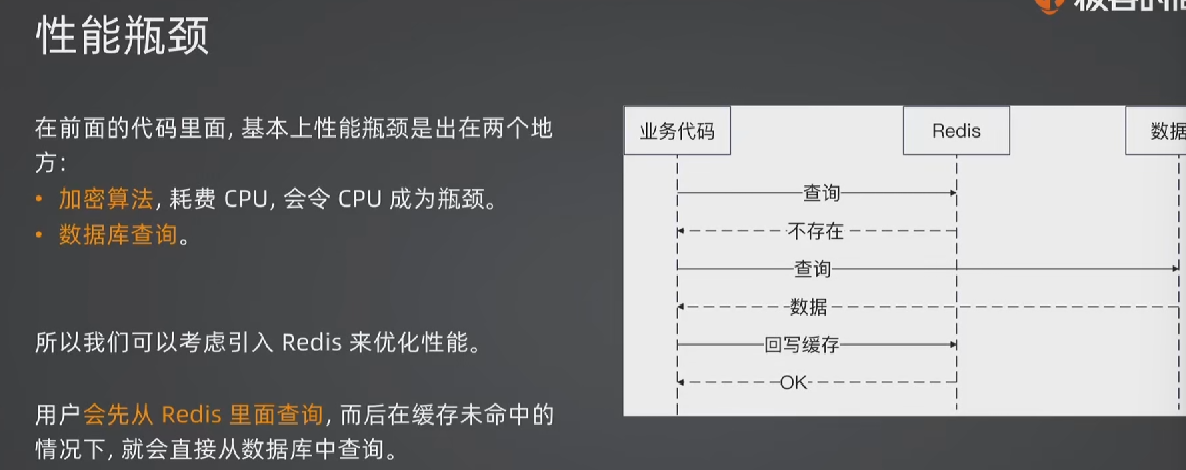 性能瓶颈
在前面的代码里面, 基本上性能瓶颈是出在两个地
方:
• 加密算法, 耗费 CPU, 会令 CPU 成为瓶颈。
• 数据库查询。
所以我们可以考虑引入 Redis 来优化性能。
用户会先从 Redis 里面查询, 而后在缓存未命中的
情况下, 就会直接从数据库中查询。
业务代码
Redis
数据
查询
不存在
查询
数据
回写缓存
OK